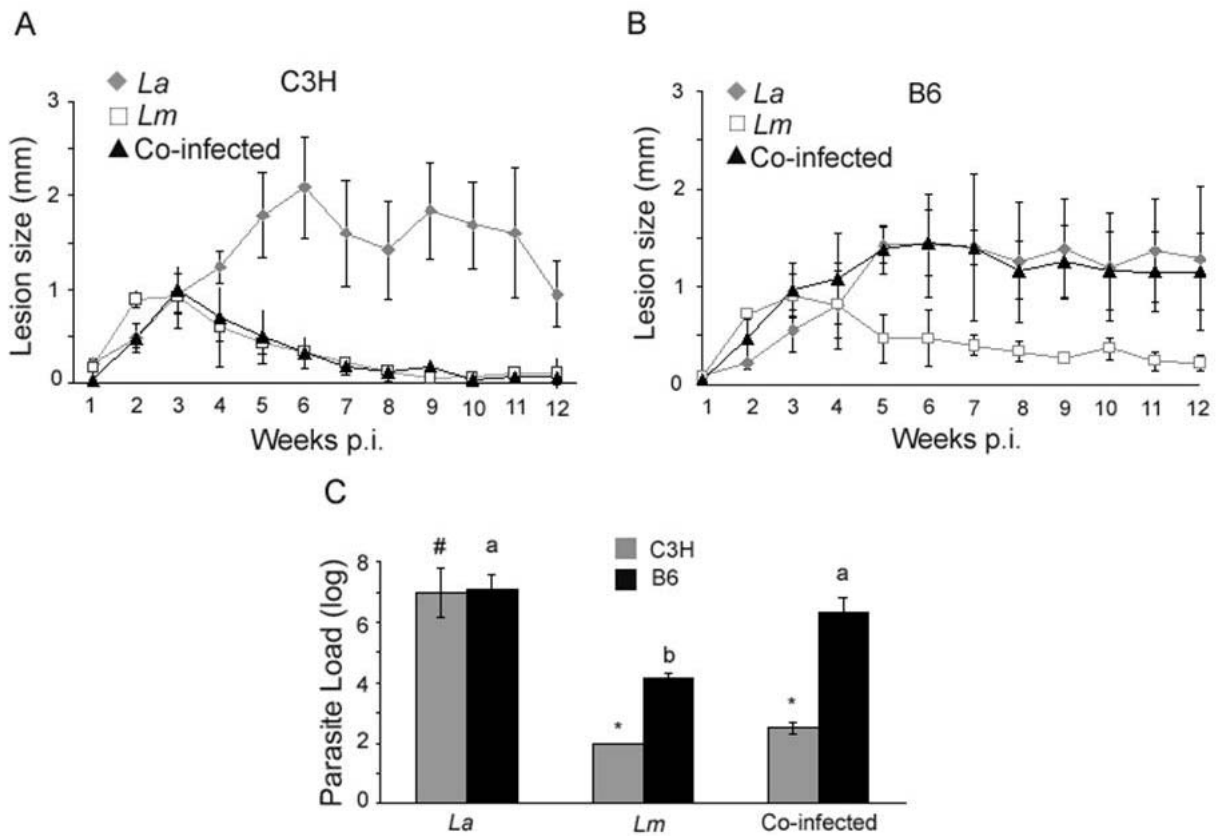 A
C3H
La
Lm
Co-infected
Lesion size (mm)
3
2
1
0
1 2 3 4 5 6 7 8 9 10 11 12
Weeks p.i.
B
B6
La
Lm
Co-infected
Lesion size (mm)
3
2
1
0
1 2 3 4 5 6 7 8 9 10 11 12
Weeks p.i.
C
C3H
B6
Parasite Load (log)
8
6
4
2
0
# a
* b
* a
La Lm Co-infected